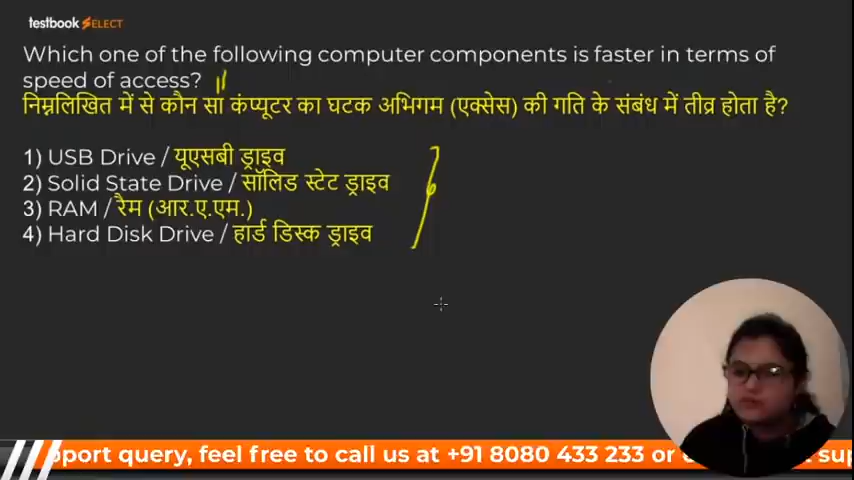 testbook SELECT
Which one of the following computer components is faster in terms of
speed of access?
निम्नलिखित में से कौन सा कंप्यूटर का घटक अभिगम (एक्सेस) की गति के संबंध में तीव्र होता है?
1) USB Drive / यूएसबी ड्राइव
2) Solid State Drive / सॉलिड स्टेट ड्राइव
3) RAM / रैम (आर.ए.एम.)
4) Hard Disk Drive / हार्ड डिस्क ड्राइव
pport query, feel free to call us at +91 8080 433 233 or